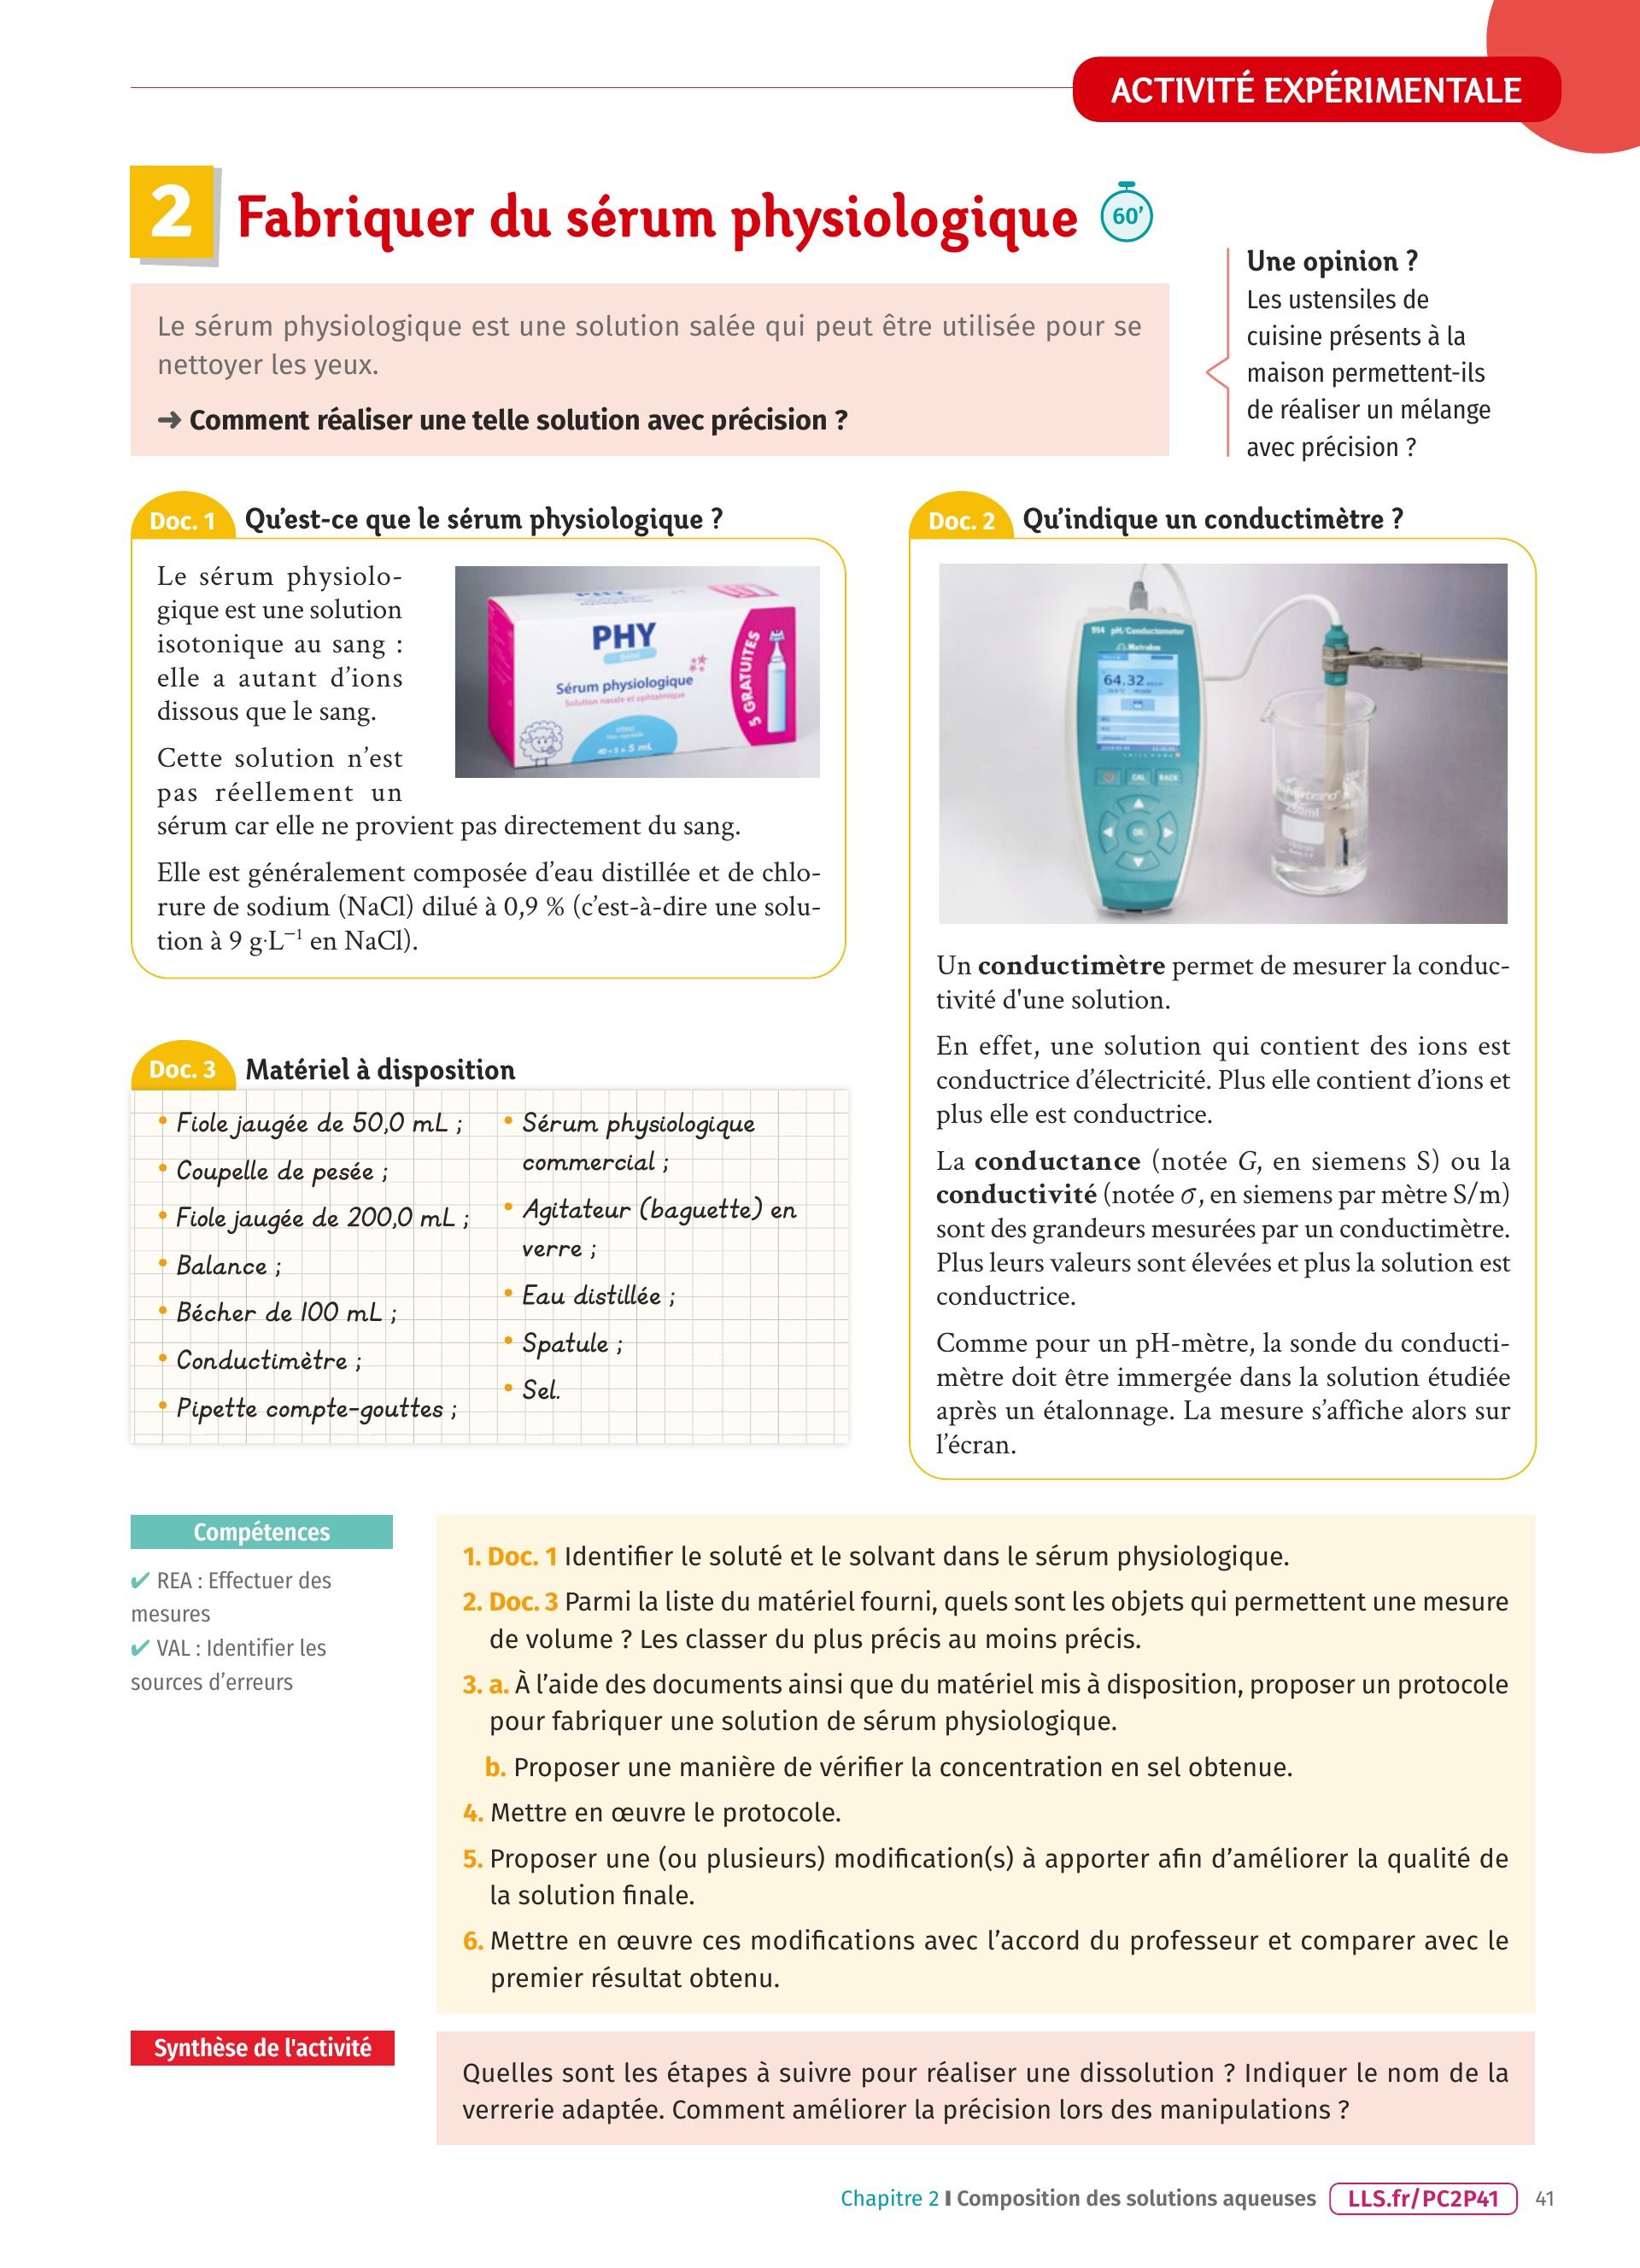 ACTIVITÉ EXPÉRIMENTALE
2
Fabriquer du sérum physiologique
60'
Le sérum physiologique est une solution salée qui peut être utilisée pour se
nettoyer les yeux.
➜ Comment réaliser une telle solution avec précision ?
Une opinion ?
Les ustensiles de
cuisine présents à la
maison permettent-ils
de réaliser un mélange
avec précision ?
Doc. 1 Qu'est-ce que le sérum physiologique ?
Le sérum physiolo-
gique est une solution
isotonique au sang :
elle a autant d'ions
dissous que le sang.
Cette solution n'est
pas réellement un
sérum car elle ne provient pas directement du sang.
Elle est généralement composée d'eau distillée et de chlo-
rure de sodium (NaCl) dilué à 0,9 % (c'est-à-dire une solu-
tion à 9 g·L⁻¹ en NaCl).
PHY
Sérum physiologique
Solution nasale et ophtalmique
5 GRATUITES
40+5 x 5 mL
Doc. 2 Qu'indique un conductimètre ?
914 pH/Conductometer
Metrohm
64.32
CAL
BACK
OK
Un conductimètre permet de mesurer la conduc-
tivité d'une solution.
En effet, une solution qui contient des ions est
conductrice d'électricité. Plus elle contient d'ions et
plus elle est conductrice.
La conductance (notée G, en siemens S) ou la
conductivité (notée σ, en siemens par mètre S/m)
sont des grandeurs mesurées par un conductimètre.
Plus leurs valeurs sont élevées et plus la solution est
conductrice.
Comme pour un pH-mètre, la sonde du conducti-
mètre doit être immergée dans la solution étudiée
après un étalonnage. La mesure s'affiche alors sur
l'écran.
Doc. 3 Matériel à disposition
• Fiole jaugée de 50,0 mL ;
• Coupelle de pesée ;
• Fiole jaugée de 200,0 mL ;
• Balance ;
• Bécher de 100 mL ;
• Conductimètre ;
• Pipette compte-gouttes ;
• Sérum physiologique
commercial ;
• Agitateur (baguette) en
verre ;
• Eau distillée ;
• Spatule ;
• Sel.
Compétences
✔ REA : Effectuer des
mesures
✔ VAL : Identifier les
sources d'erreurs
1. Doc. 1 Identifier le soluté et le solvant dans le sérum physiologique.
2. Doc. 3 Parmi la liste du matériel fourni, quels sont les objets qui permettent une mesure
de volume ? Les classer du plus précis au moins précis.
3. a. À l'aide des documents ainsi que du matériel mis à disposition, proposer un protocole
pour fabriquer une solution de sérum physiologique.
b. Proposer une manière de vérifier la concentration en sel obtenue.
4. Mettre en œuvre le protocole.
5. Proposer une (ou plusieurs) modification(s) à apporter afin d'améliorer la qualité de
la solution finale.
6. Mettre en œuvre ces modifications avec l'accord du professeur et comparer avec le
premier résultat obtenu.
Synthèse de l'activité
Quelles sont les étapes à suivre pour réaliser une dissolution ? Indiquer le nom de la
verrerie adaptée. Comment améliorer la précision lors des manipulations ?
Chapitre 2 I Composition des solutions aqueuses LLS.fr/PC2P41 41